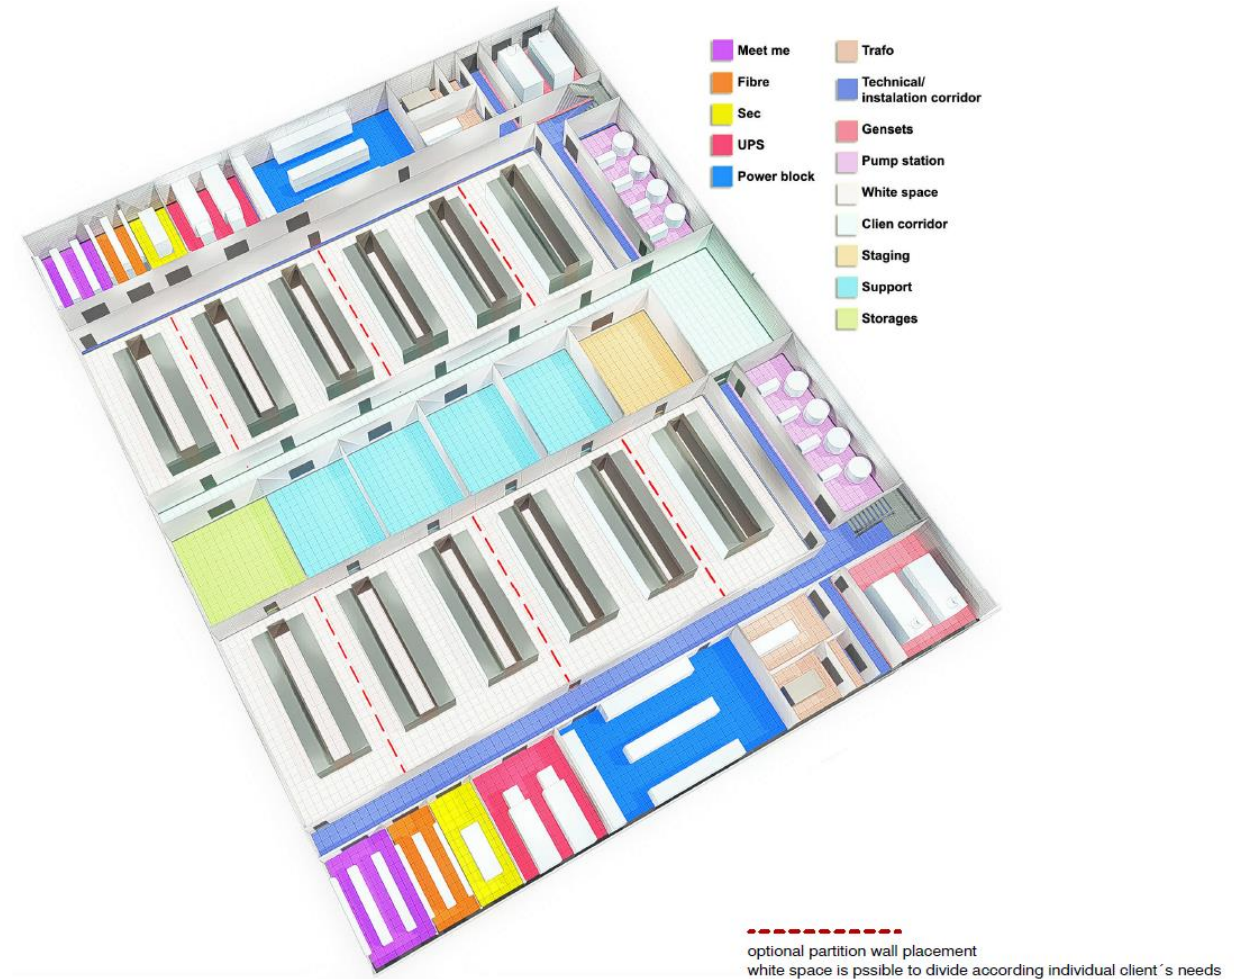 Meet me
Fibre
Sec
UPS
Power block
Trafo
Technical/
instalation corridor
Gensets
Pump station
White space
Clien corridor
Staging
Support
Storages
optional partition wall placement
white space is pssible to divide according individual client´s needs